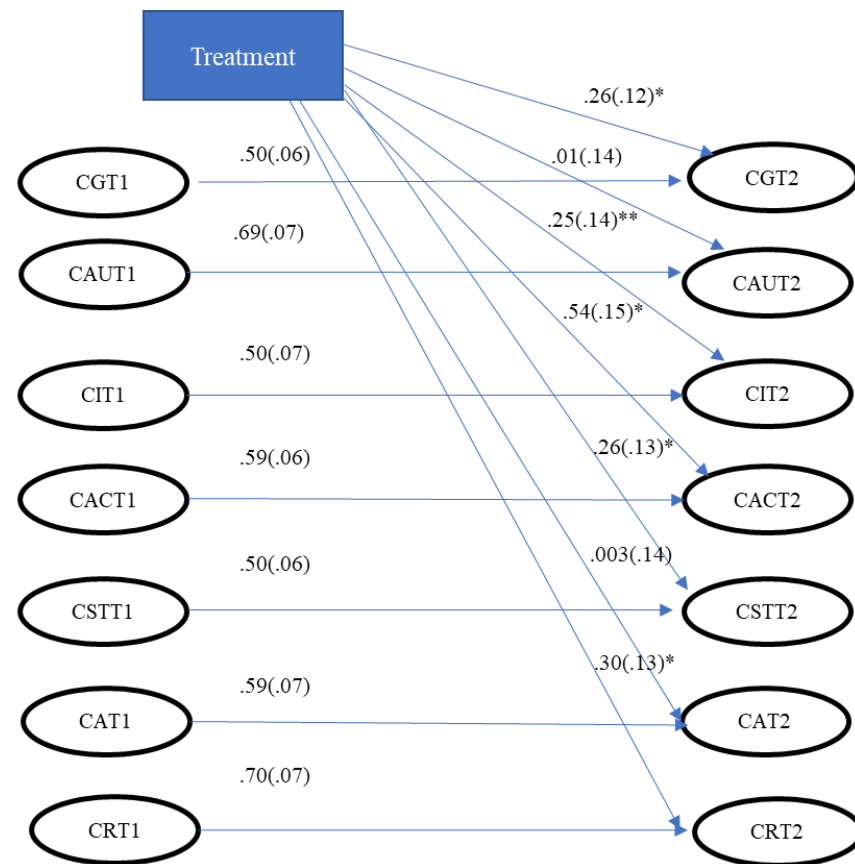 Treatment
.26(.12)*
.50(.06)
.01(.14)
CGT1
CGT2
.25(.14)**
.69(.07)
CAUT1
CAUT2
.54(.15)*
.50(.07)
CIT1
CIT2
.26(.13)*
.59(.06)
CACT1
CACT2
.003(.14)
.50(.06)
CSTT1
CSTT2
.30(.13)*
.59(.07)
CAT1
CAT2
.70(.07)
CRT1
CRT2